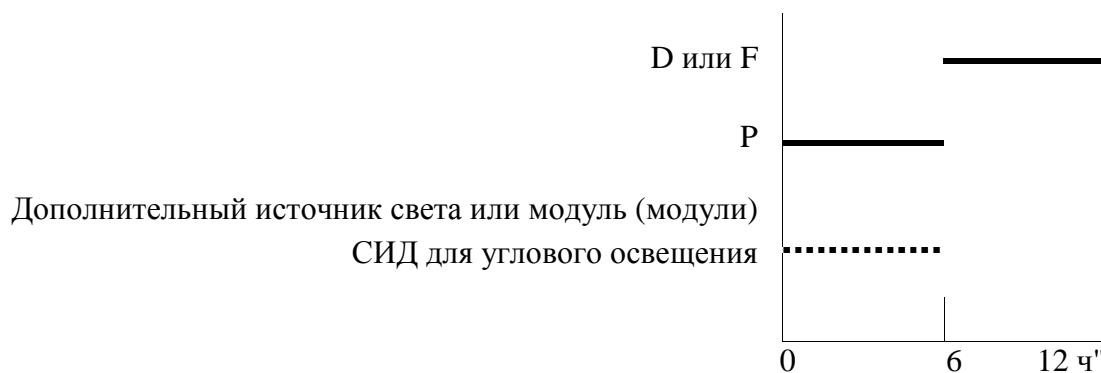 D или F
P
Дополнительный источник света или модуль (модули)
СИД для углового освещения
0 6 12 ч"